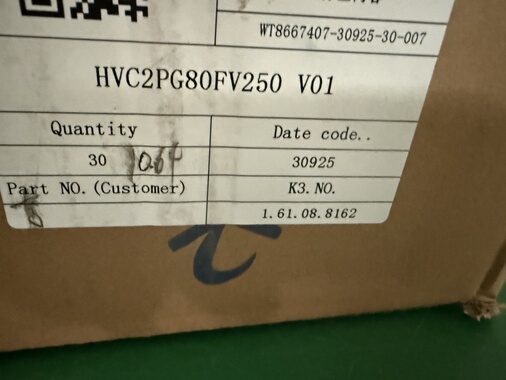 WT8667407-30925-30-007
HVC2PG80FV250 V01
Quantity
Date code..
30
30925
Part NO.(Customer)
K3.NO.
1.61.08.8162